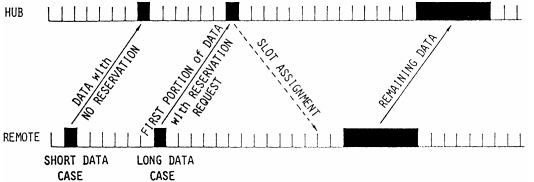 HUB
DATA with
NO RESERVATION
FIRST PORTION of DATA
with RESERVATION
REQUEST
SLOT ASSIGNMENT
REMAINING DATA
REMOTE
SHORT DATA
CASE
LONG DATA
CASE